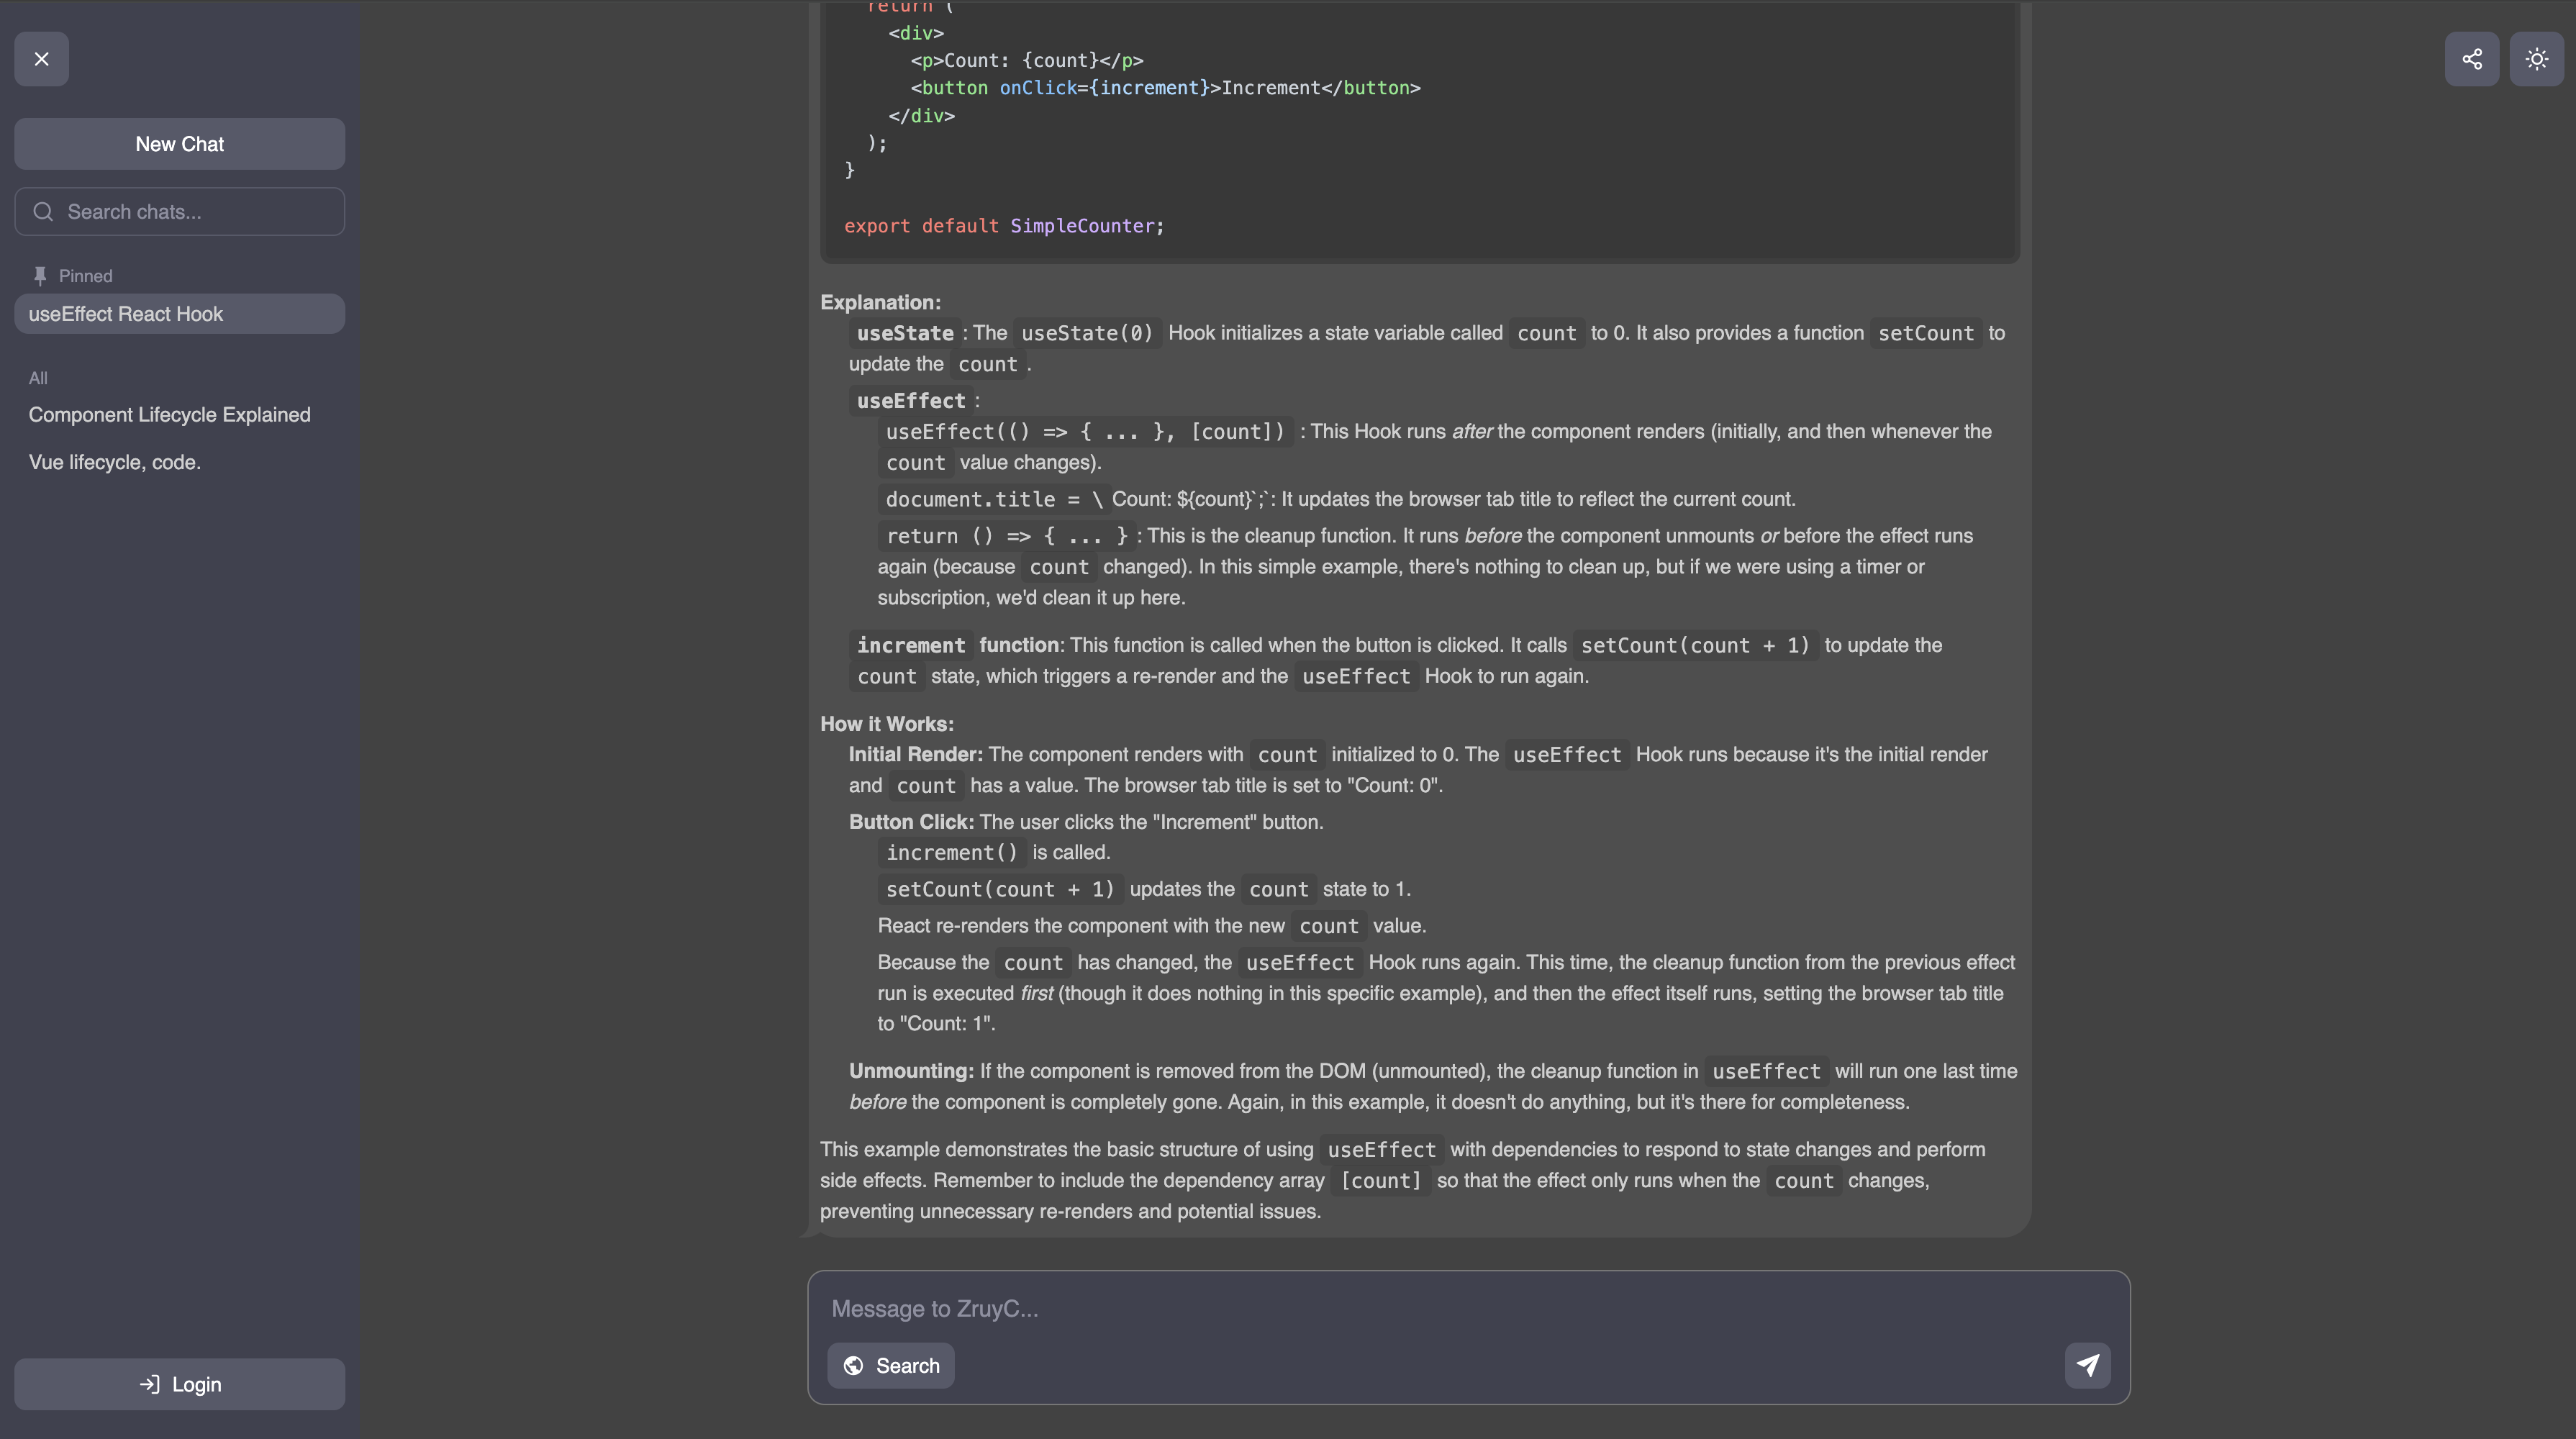 New Chat
Search chats...
Pinned
useEffect React Hook
All
Component Lifecycle Explained
Vue lifecycle, code.
Login
return (
<div>
<p>Count: {count}</p>
<button onClick={increment}>Increment</button>
</div>
);
}
export default SimpleCounter;
Explanation:
useState : The useState(0) Hook initializes a state variable called count to 0. It also provides a function setCount to
update the count .
useEffect :
useEffect(() => { ... }, [count]) : This Hook runs after the component renders (initially, and then whenever the
count value changes).
document.title = \ Count: ${count}`;`: It updates the browser tab title to reflect the current count.
return () => { ... } : This is the cleanup function. It runs before the component unmounts or before the effect runs
again (because count changed). In this simple example, there's nothing to clean up, but if we were using a timer or
subscription, we'd clean it up here.
increment function: This function is called when the button is clicked. It calls setCount(count + 1) to update the
count state, which triggers a re-render and the useEffect Hook to run again.
How it Works:
Initial Render: The component renders with count initialized to 0. The useEffect Hook runs because it's the initial render
and count has a value. The browser tab title is set to "Count: 0".
Button Click: The user clicks the "Increment" button.
increment() is called.
setCount(count + 1) updates the count state to 1.
React re-renders the component with the new count value.
Because the count has changed, the useEffect Hook runs again. This time, the cleanup function from the previous effect
run is executed first (though it does nothing in this specific example), and then the effect itself runs, setting the browser tab title
to "Count: 1".
Unmounting: If the component is removed from the DOM (unmounted), the cleanup function in useEffect will run one last time
before the component is completely gone. Again, in this example, it doesn't do anything, but it's there for completeness.
This example demonstrates the basic structure of using useEffect with dependencies to respond to state changes and perform
side effects. Remember to include the dependency array [count] so that the effect only runs when the count changes,
preventing unnecessary re-renders and potential issues.
Message to ZruyC...
Search